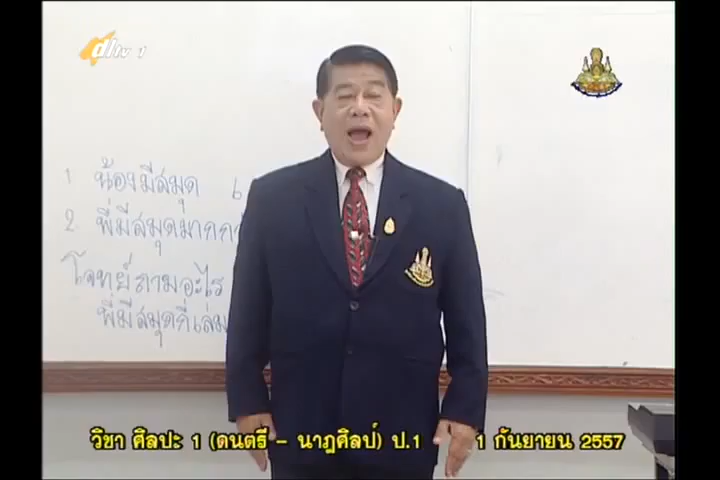 dltv 1
1 น้องมีสมุด 6
2. พี่มีสมุดมากกว่
โจทย์ถามอะไร
พี่มีสมุดกี่เล่ม
วิชา ศิลปะ 1 (ดนตรี - นาฎศิลป์) ป.1 1 กันยายน 2557